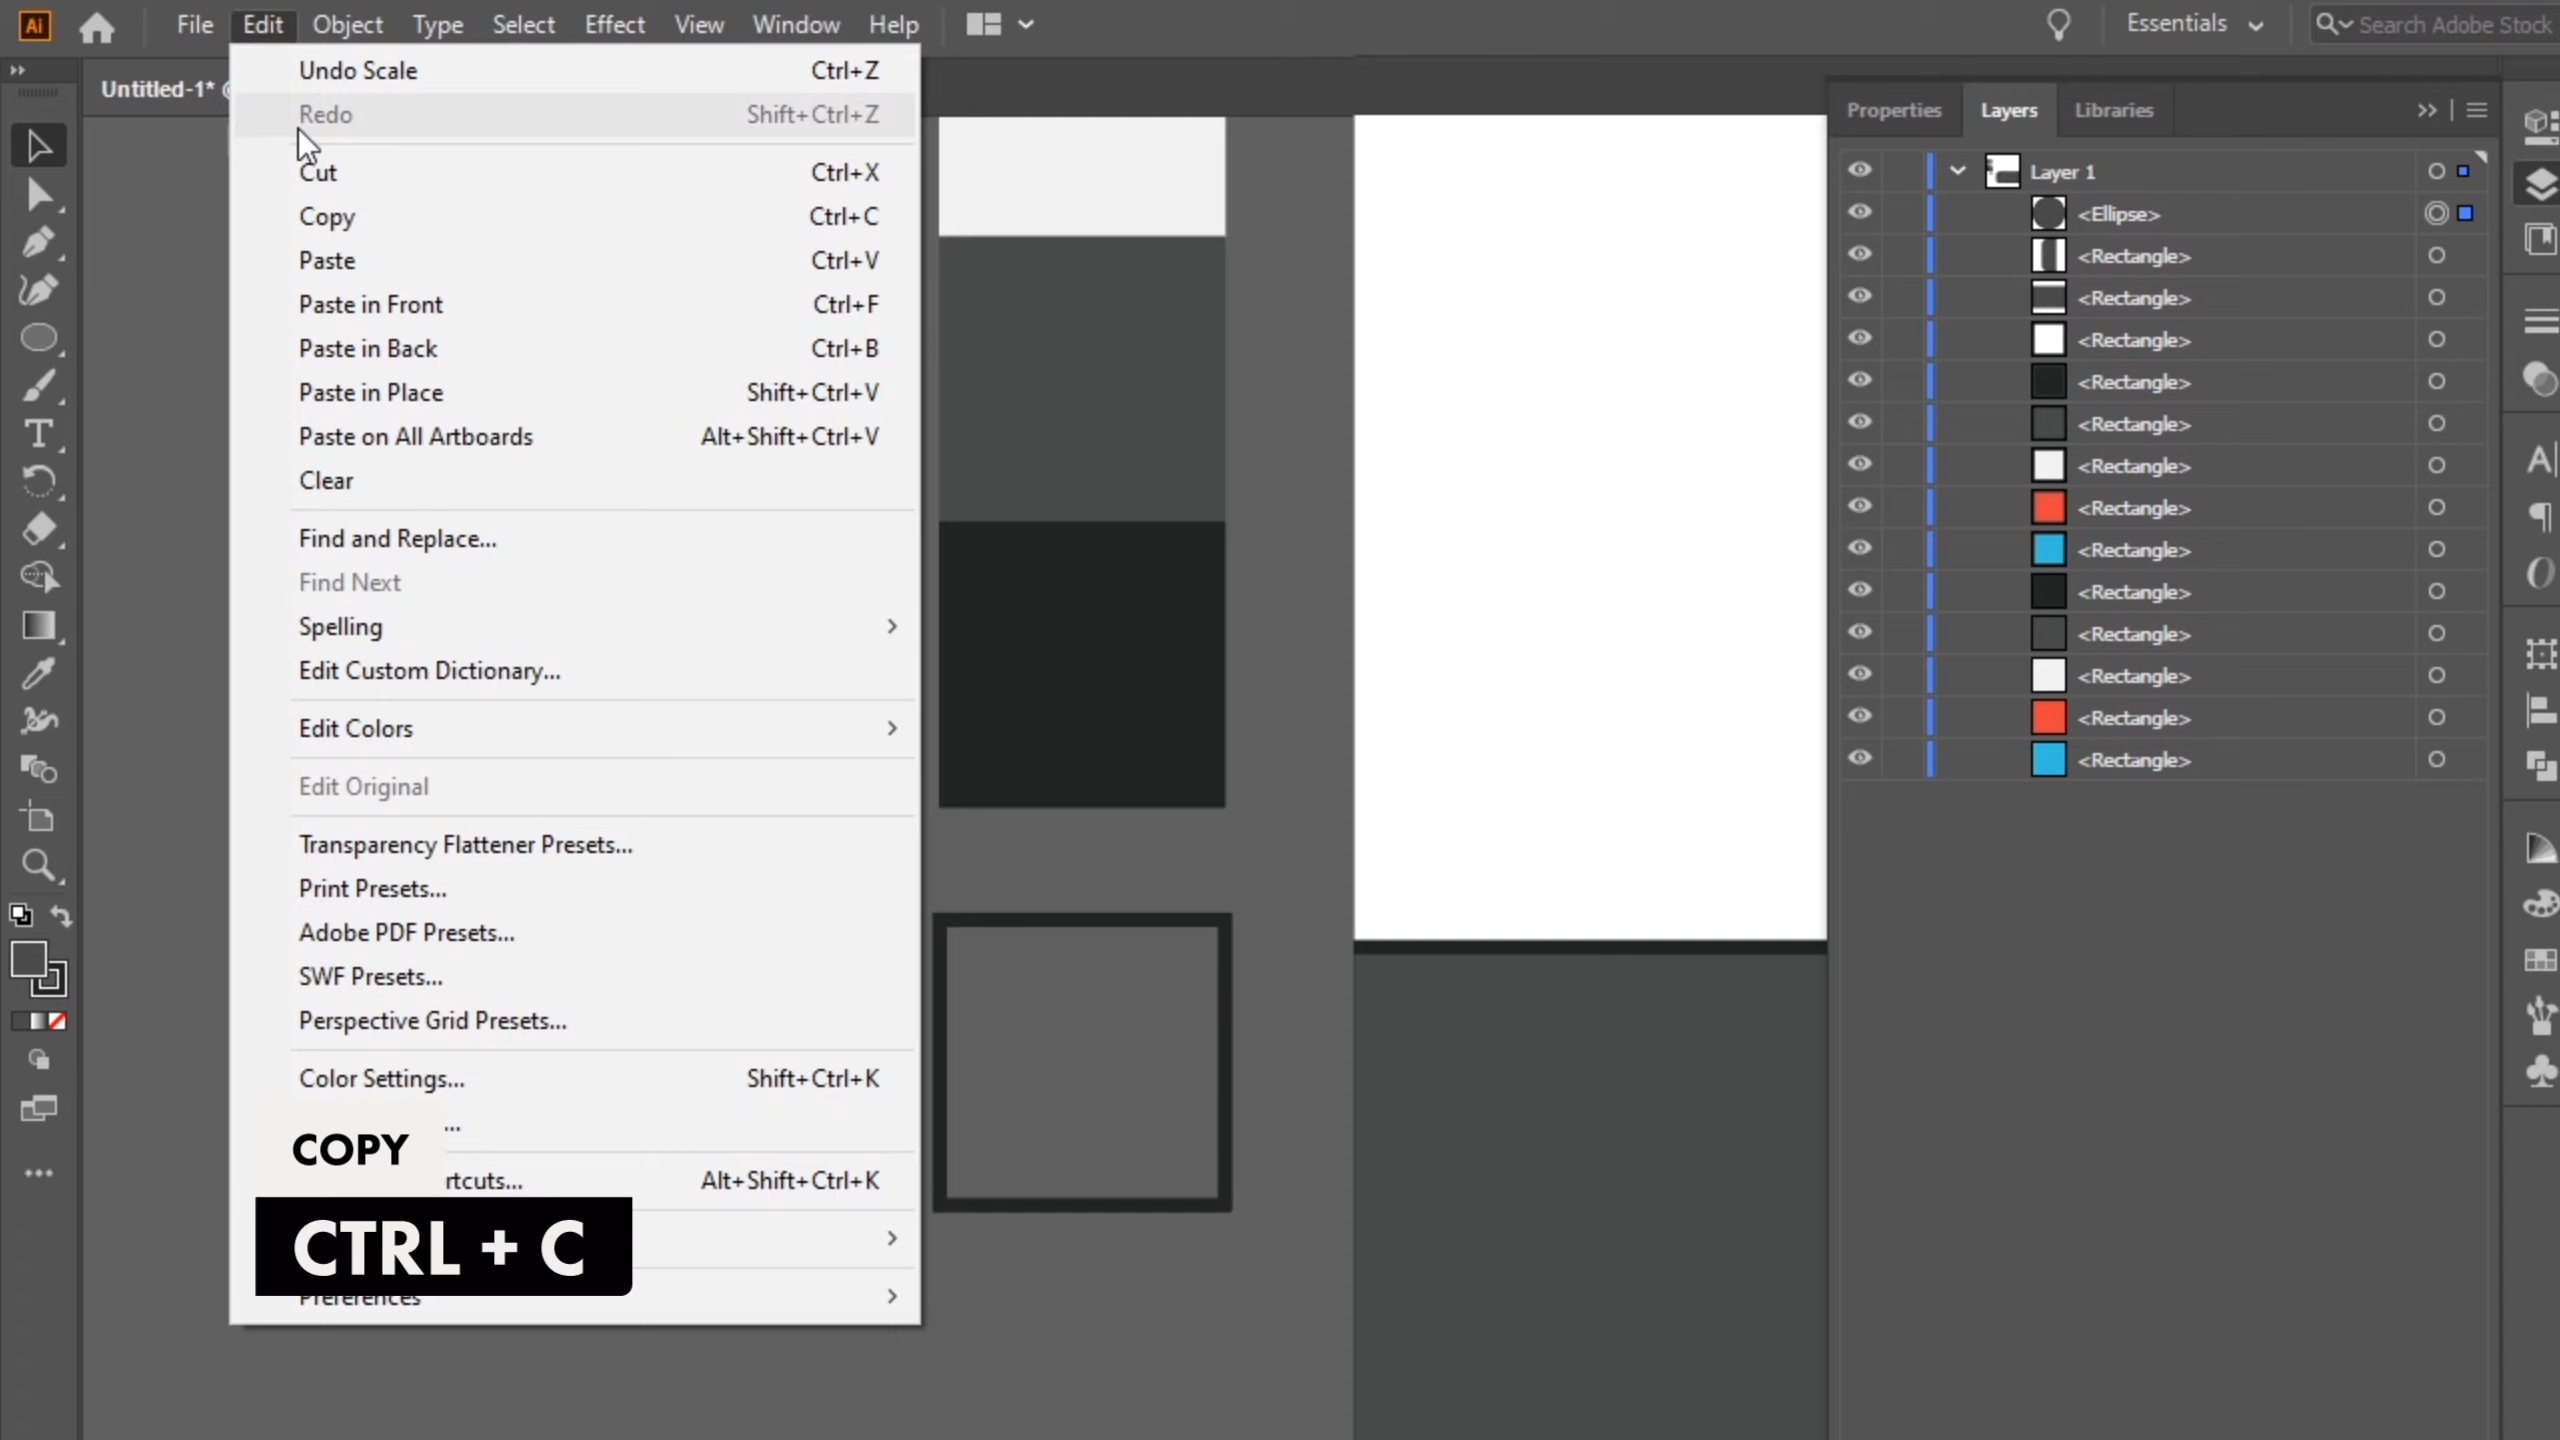 Ai File Edit Object Type Select Effect View Window Help Essentials Search Adobe Stock
Untitled-1*
Undo Scale Ctrl+Z
Redo Shift+Ctrl+Z
Cut Ctrl+X
Copy Ctrl+C
Paste Ctrl+V
Paste in Front Ctrl+F
Paste in Back Ctrl+B
Paste in Place Shift+Ctrl+V
Paste on All Artboards Alt+Shift+Ctrl+V
Clear
Find and Replace...
Find Next
Spelling
Edit Custom Dictionary...
Edit Colors
Edit Original
Transparency Flattener Presets...
Print Presets...
Adobe PDF Presets...
SWF Presets...
Perspective Grid Presets...
Color Settings... Shift+Ctrl+K
...
COPY
rtcuts... Alt+Shift+Ctrl+K
CTRL + C
Preferences
Properties Layers Libraries
Layer 1
<Ellipse>
<Rectangle>
<Rectangle>
<Rectangle>
<Rectangle>
<Rectangle>
<Rectangle>
<Rectangle>
<Rectangle>
<Rectangle>
<Rectangle>
<Rectangle>
<Rectangle>
<Rectangle>